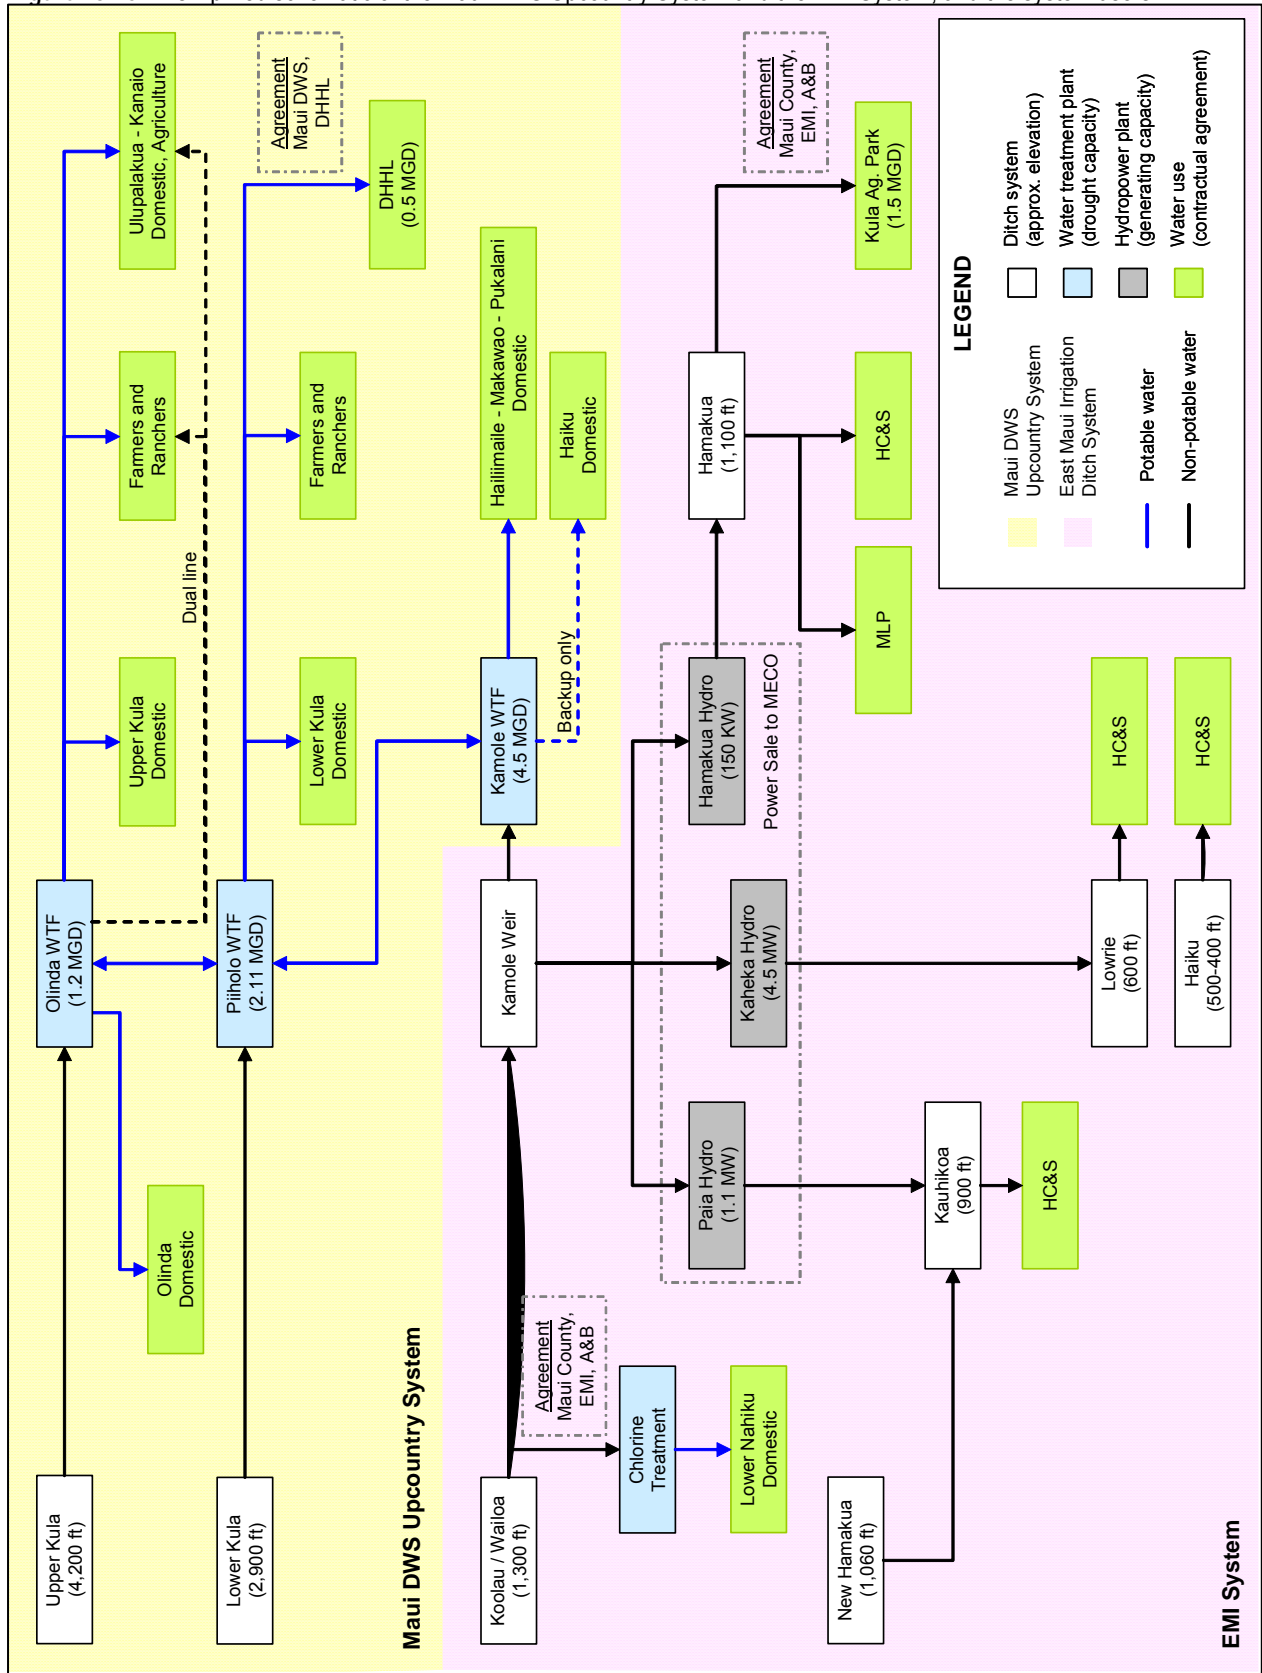 Upper Kula
(4,200 ft)
Olinda WTF
(1.2 MGD)
Olinda
Domestic
Upper Kula
Domestic
Farmers and
Ranchers
Ulupalakua - Kanaio
Domestic, Agriculture
Dual line
Lower Kula
(2,900 ft)
Piiholo WTF
(2.11 MGD)
Lower Kula
Domestic
Farmers and
Ranchers
Agreement
Maui DWS,
DHHL
DHHL
(0.5 MGD)
Maui DWS Upcountry System
Koolau / Wailoa
(1,300 ft)
Agreement
Maui County,
EMI, A&B
Kamole Weir
Kamole WTF
(4.5 MGD)
Backup only
Hailiimaile - Makawao - Pukalani
Domestic
Haiku
Domestic
Chlorine
Treatment
Lower Nahiku
Domestic
Paia Hydro
(1.1 MW)
Kaheka Hydro
(4.5 MW)
Hamakua Hydro
(150 KW)
Power Sale to MECO
Hamakua
(1,100 ft)
Agreement
Maui County,
EMI, A&B
Kula Ag. Park
(1.5 MGD)
HC&S
MLP
New Hamakua
(1,060 ft)
Kauhikoa
(900 ft)
HC&S
Lowrie
(600 ft)
HC&S
Haiku
(500-400 ft)
HC&S
EMI System
LEGEND
Maui DWS
Upcountry System
East Maui Irrigation
Ditch System
Potable water
Non-potable water
Ditch system
(approx. elevation)
Water treatment plant
(drought capacity)
Hydropower plant
(generating capacity)
Water use
(contractual agreement)